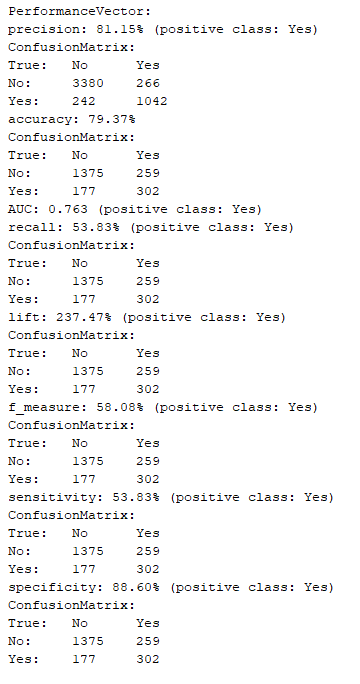 PerformanceVector:
precision: 81.15% (positive class: Yes)
ConfusionMatrix:
True: No Yes
No: 3380 266
Yes: 242 1042
accuracy: 79.37%
ConfusionMatrix:
True: No Yes
No: 1375 259
Yes: 177 302
AUC: 0.763 (positive class: Yes)
recall: 53.83% (positive class: Yes)
ConfusionMatrix:
True: No Yes
No: 1375 259
Yes: 177 302
lift: 237.47% (positive class: Yes)
ConfusionMatrix:
True: No Yes
No: 1375 259
Yes: 177 302
f_measure: 58.08% (positive class: Yes)
ConfusionMatrix:
True: No Yes
No: 1375 259
Yes: 177 302
sensitivity: 53.83% (positive class: Yes)
ConfusionMatrix:
True: No Yes
No: 1375 259
Yes: 177 302
specificity: 88.60% (positive class: Yes)
ConfusionMatrix:
True: No Yes
No: 1375 259
Yes: 177 302